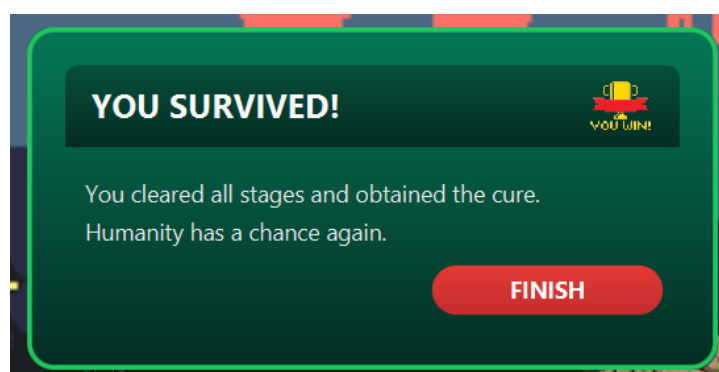 YOU SURVIVED!
YOU WIN!
You cleared all stages and obtained the cure.
Humanity has a chance again.
FINISH